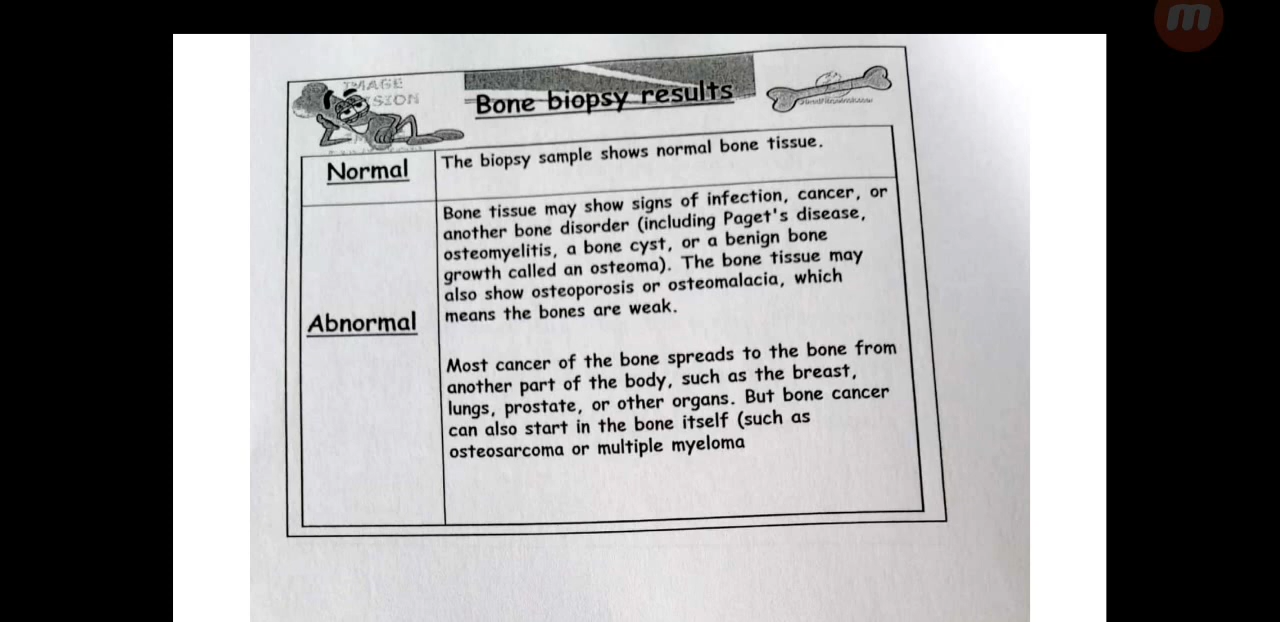 Bone biopsy results
Normal
The biopsy sample shows normal bone tissue.
Abnormal
Bone tissue may show signs of infection, cancer, or
another bone disorder (including Paget's disease,
osteomyelitis, a bone cyst, or a benign bone
growth called an osteoma). The bone tissue may
also show osteoporosis or osteomalacia, which
means the bones are weak.
Most cancer of the bone spreads to the bone from
another part of the body, such as the breast,
lungs, prostate, or other organs. But bone cancer
can also start in the bone itself (such as
osteosarcoma or multiple myeloma